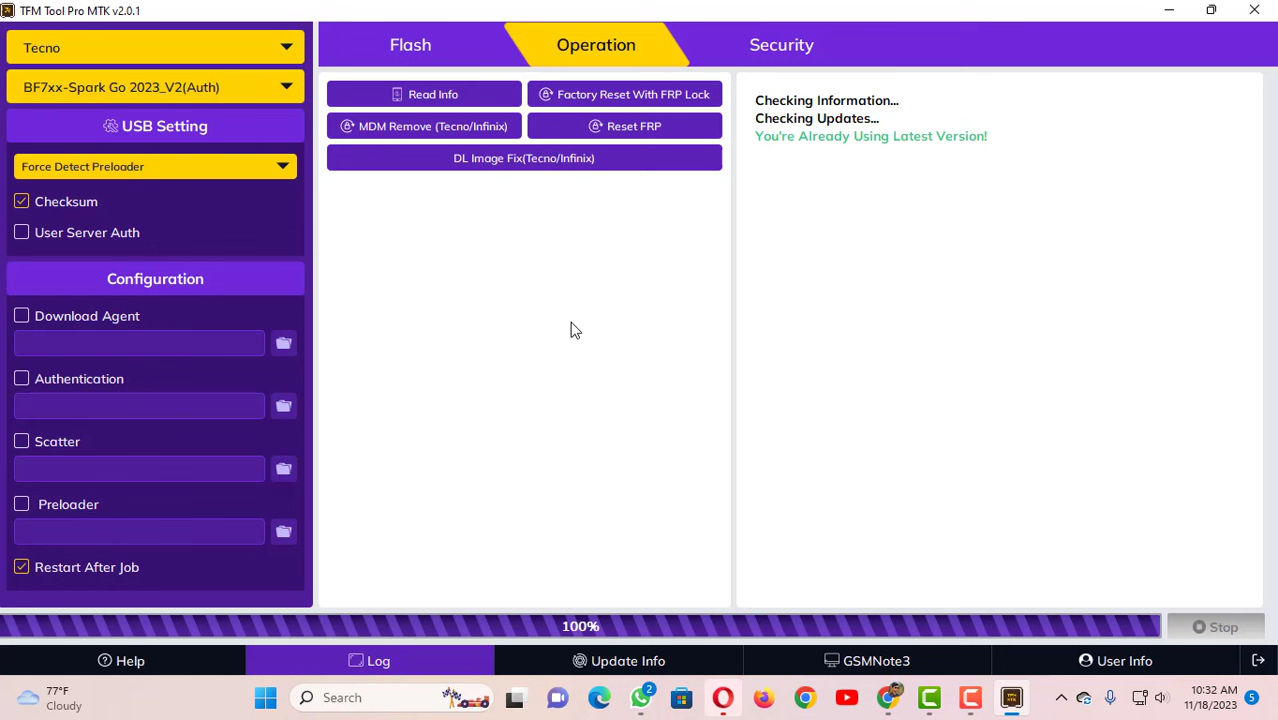 TFM Tool Pro MTK v2.0.1
Tecno
BF7xx-Spark Go 2023_V2(Auth)
USB Setting
Force Detect Preloader
Checksum
User Server Auth
Configuration
Download Agent
Authentication
Scatter
Preloader
Restart After Job
Flash
Operation
Security
Read Info
Factory Reset With FRP Lock
MDM Remove (Tecno/Infinix)
Reset FRP
DL Image Fix(Tecno/Infinix)
Checking Information...
Checking Updates...
You're Already Using Latest Version!
100%
Stop
Help
Log
Update Info
GSMNote3
User Info
77°F
Cloudy
Search
2
10:32 AM
11/18/2023
5